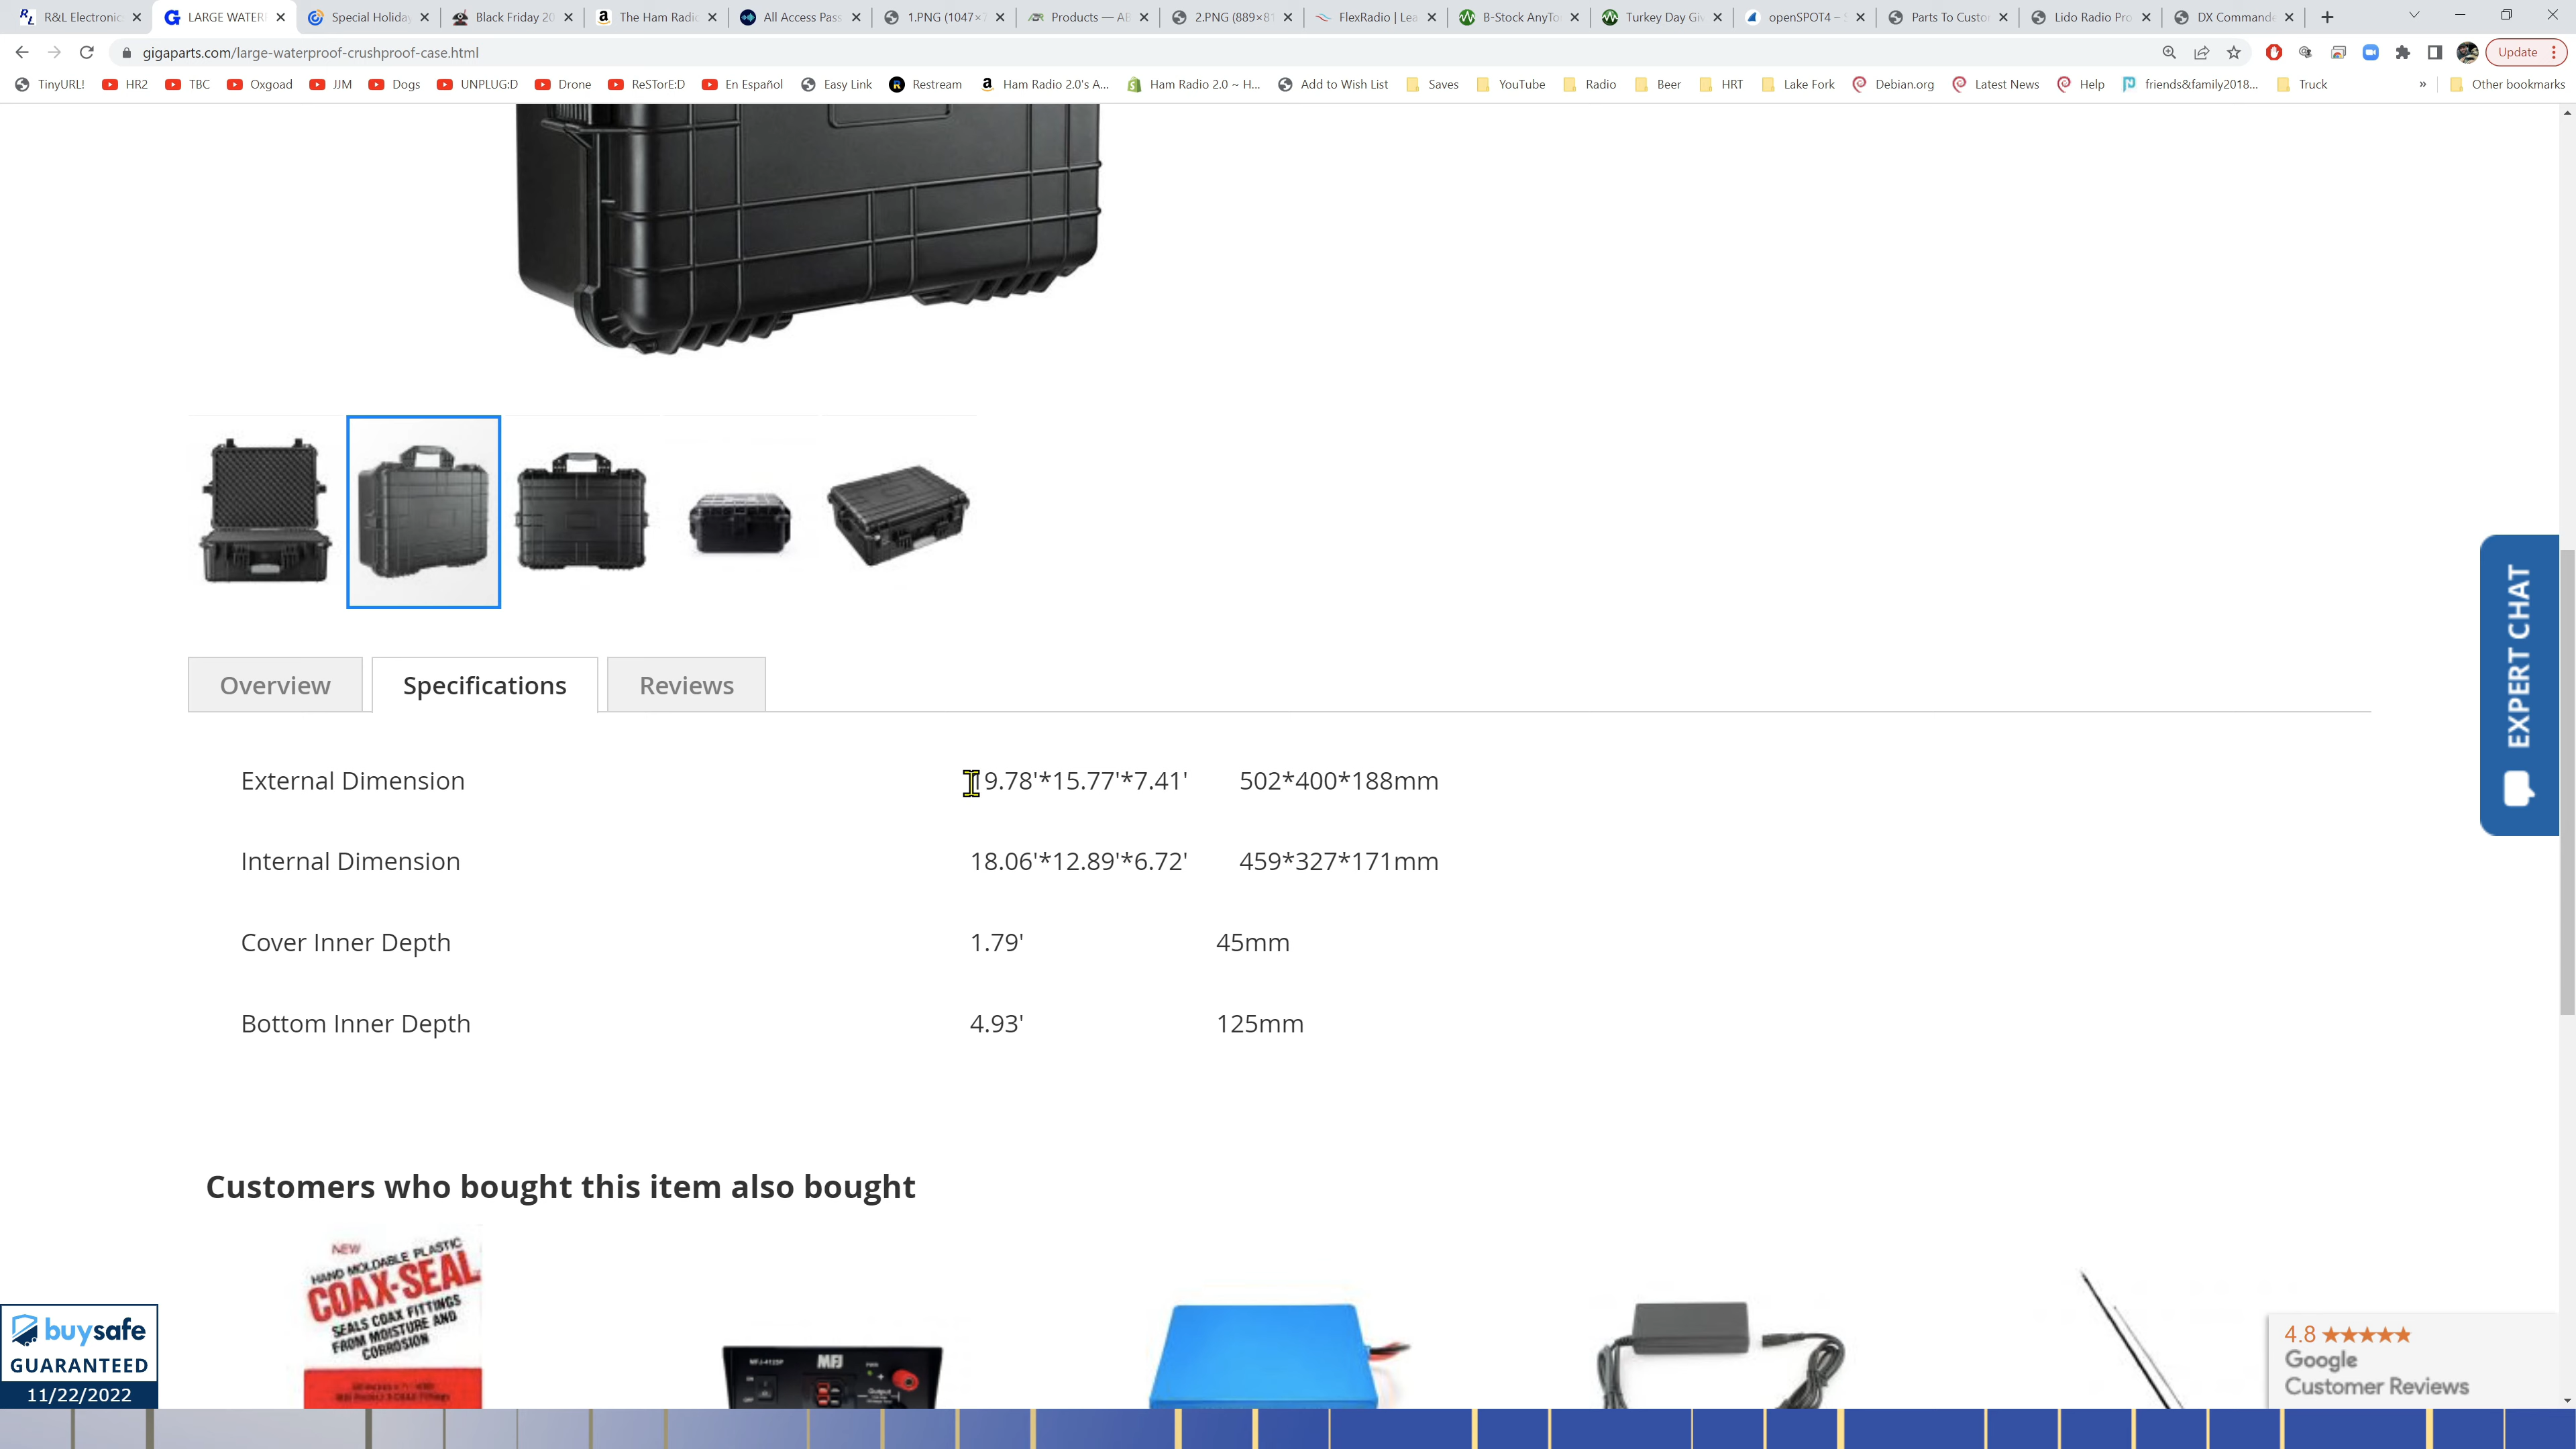 R&L Electronic
LARGE WATER
Special Holiday
Black Friday 20
The Ham Radio
All Access Pass
1.PNG (1047×7
Products — AB
2.PNG (889×81
FlexRadio | Lea
B-Stock AnyTo
Turkey Day Giv
openSPOT4 – S
Parts To Custo
Lido Radio Pro
DX Commande
gigaparts.com/large-waterproof-crushproof-case.html
Update
TinyURL!
HR2
TBC
Oxgoad
JJM
Dogs
UNPLUG:D
Drone
ReSTorE:D
En Español
Easy Link
Restream
Ham Radio 2.0's A...
Ham Radio 2.0 ~ H...
Add to Wish List
Saves
YouTube
Radio
Beer
HRT
Lake Fork
Debian.org
Latest News
Help
friends&family2018...
Truck
»
Other bookmarks
EXPERT CHAT
Overview
Specifications
Reviews
External Dimension 19.78'*15.77'*7.41' 502*400*188mm
Internal Dimension 18.06'*12.89'*6.72' 459*327*171mm
Cover Inner Depth 1.79' 45mm
Bottom Inner Depth 4.93' 125mm
Customers who bought this item also bought
NEW
HAND MOLDABLE PLASTIC
COAX-SEAL
SEALS COAX FITTINGS
FROM MOISTURE AND
CORROSION
MFJ
buysafe
GUARANTEED
11/22/2022
4.8 ★★★★★
Google
Customer Reviews